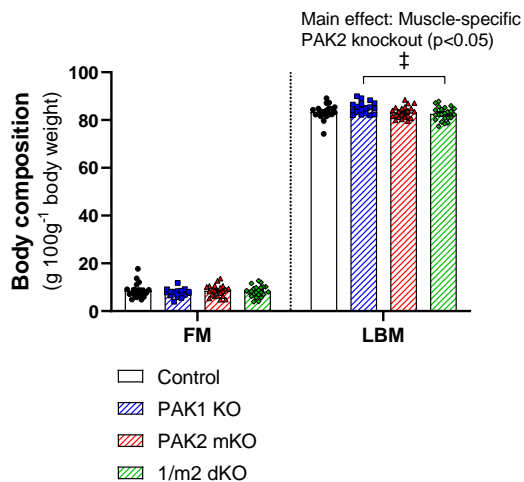 Main effect: Muscle-specific
PAK2 knockout (p<0.05)
‡
Body composition
(g 100g⁻¹ body weight)
100
80
60
40
20
0
FM
LBM
Control
PAK1 KO
PAK2 mKO
1/m2 dKO